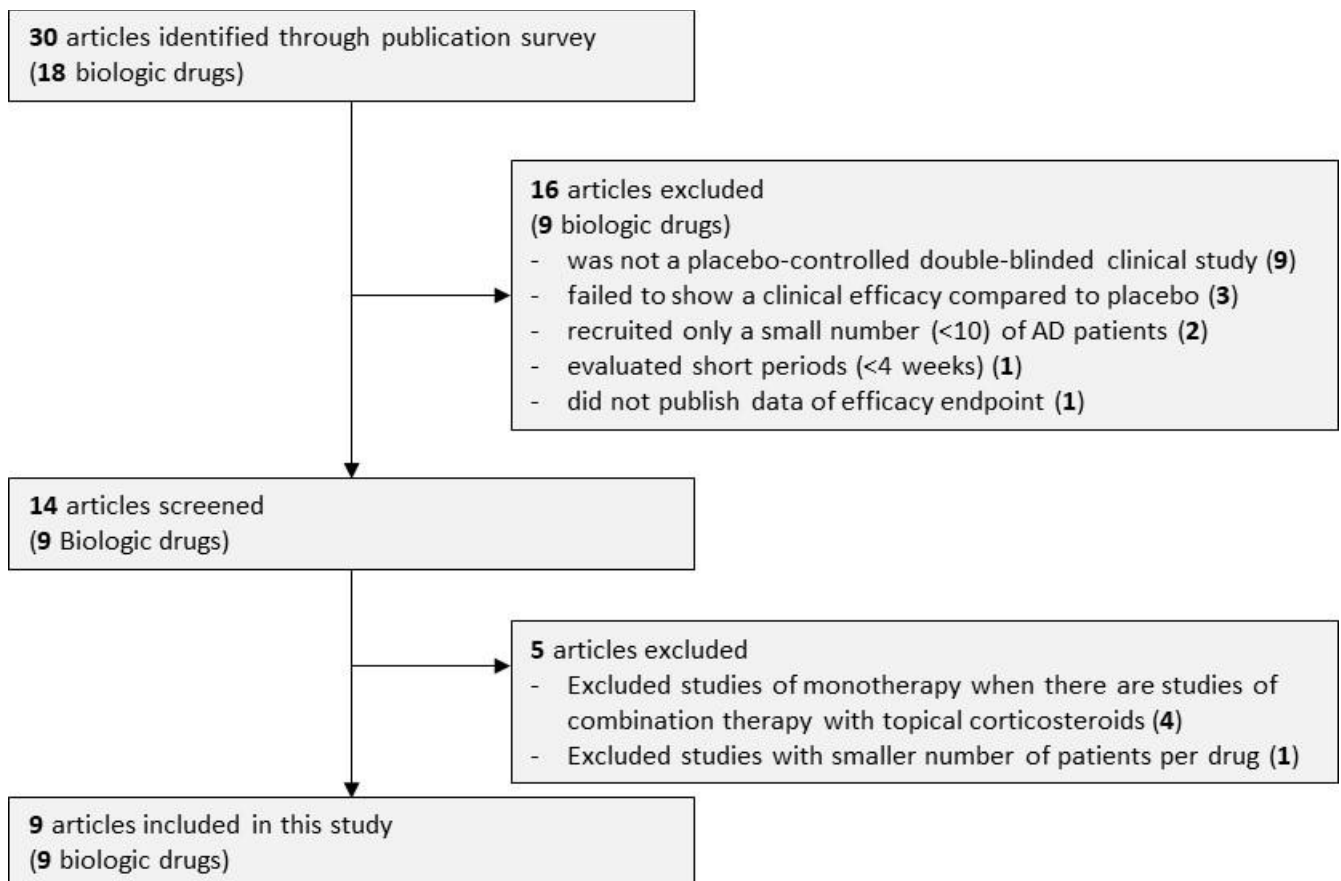 30 articles identified through publication survey
(18 biologic drugs)
16 articles excluded
(9 biologic drugs)
- was not a placebo-controlled double-blinded clinical study (9)
- failed to show a clinical efficacy compared to placebo (3)
- recruited only a small number (<10) of AD patients (2)
- evaluated short periods (<4 weeks) (1)
- did not publish data of efficacy endpoint (1)
14 articles screened
(9 Biologic drugs)
5 articles excluded
- Excluded studies of monotherapy when there are studies of
combination therapy with topical corticosteroids (4)
- Excluded studies with smaller number of patients per drug (1)
9 articles included in this study
(9 biologic drugs)